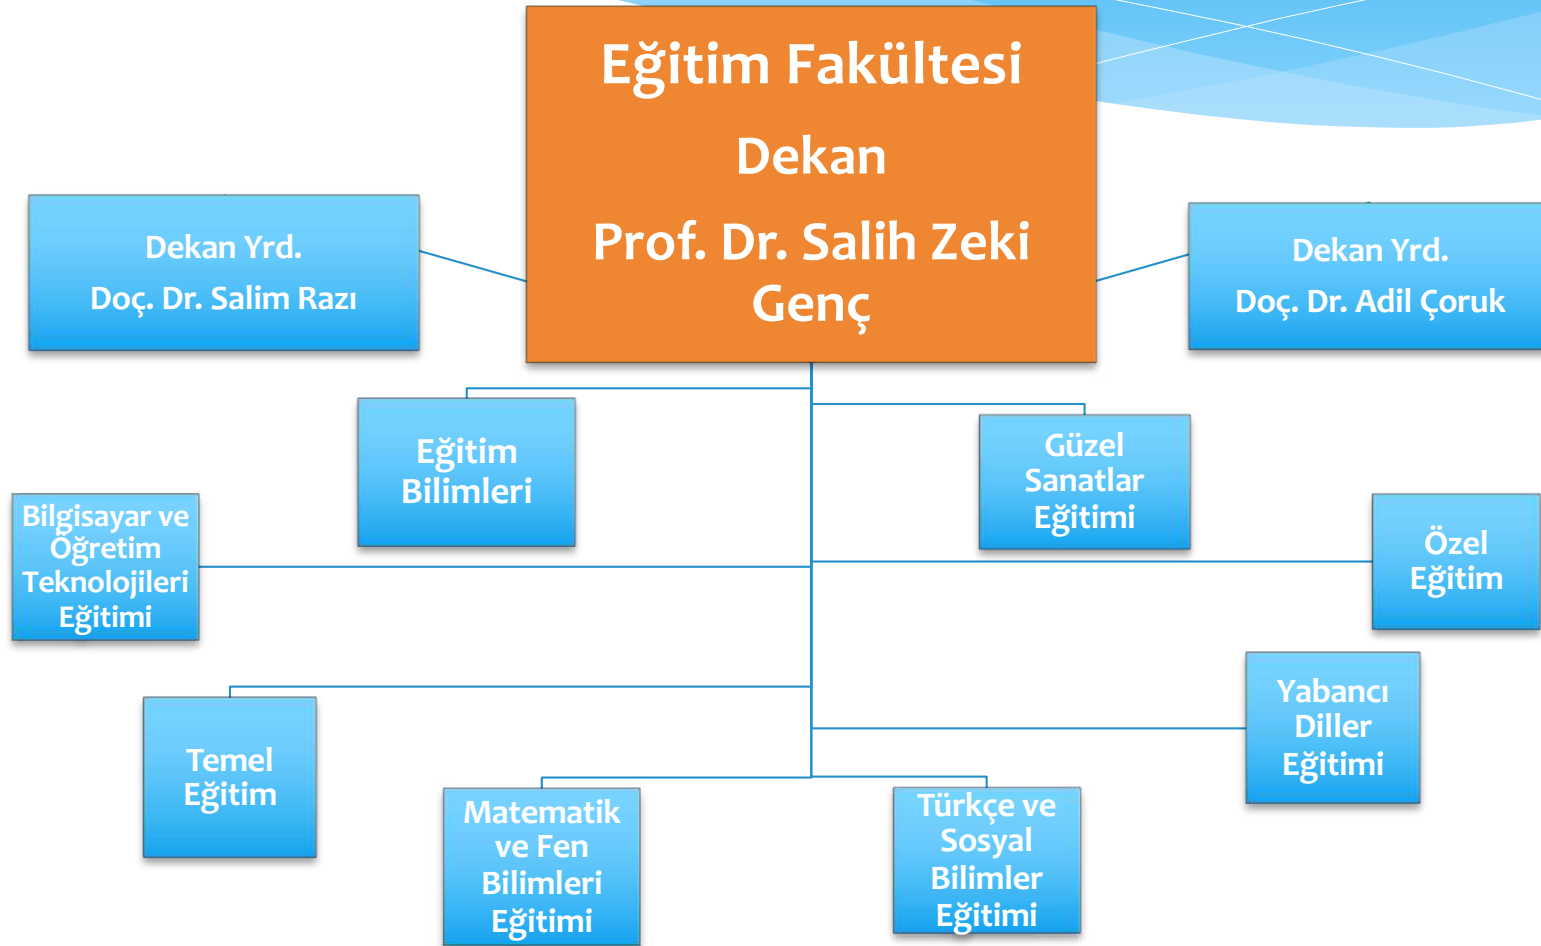 Eğitim Fakültesi
Dekan
Prof. Dr. Salih Zeki
Genç
Dekan Yrd.
Doç. Dr. Salim Razı
Dekan Yrd.
Doç. Dr. Adil Çoruk
Eğitim
Bilimleri
Güzel
Sanatlar
Eğitimi
Bilgisayar ve
Öğretim
Teknolojileri
Eğitimi
Özel
Eğitim
Temel
Eğitim
Yabancı
Diller
Eğitimi
Matematik
ve Fen
Bilimleri
Eğitimi
Türkçe ve
Sosyal
Bilimler
Eğitimi